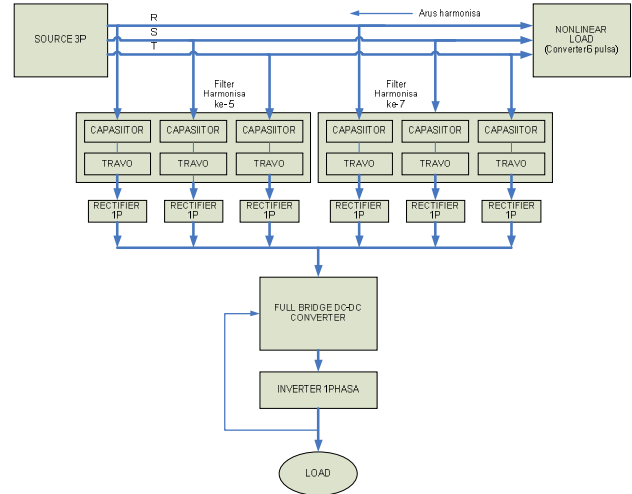 R
Arus harmonisa
S
T
SOURCE 3P
NONLINEAR
LOAD
(Converter 6 pulsa)
Filter
Harmonisa
ke-5
Filter
Harmonisa
ke-7
CAPASIITOR
CAPASIITOR
CAPASIITOR
CAPASIITOR
CAPASIITOR
CAPASIITOR
TRAVO
TRAVO
TRAVO
TRAVO
TRAVO
TRAVO
RECTIFIER
1P
RECTIFIER
1P
RECTIFIER
1P
RECTIFIER
1P
RECTIFIER
1P
RECTIFIER
1P
FULL BRIDGE DC-DC
CONVERTER
INVERTER 1PHASA
LOAD